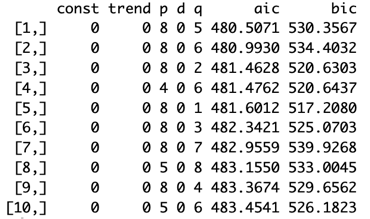 const trend p d q aic bic
[1,] 0 0 8 0 5 480.5071 530.3567
[2,] 0 0 8 0 6 480.9930 534.4032
[3,] 0 0 8 0 2 481.4628 520.6303
[4,] 0 0 4 0 6 481.4762 520.6437
[5,] 0 0 8 0 1 481.6012 517.2080
[6,] 0 0 8 0 3 482.3421 525.0703
[7,] 0 0 8 0 7 482.9559 539.9268
[8,] 0 0 5 0 8 483.1550 533.0045
[9,] 0 0 8 0 4 483.3674 529.6562
[10,] 0 0 5 0 6 483.4541 526.1823